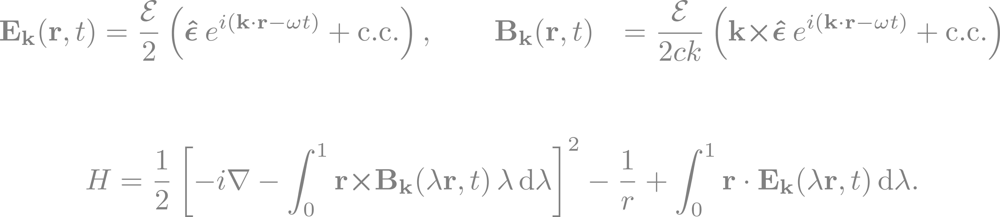 𝐄_𝐤(𝐫, t) = ℰ/2 (𝛜̂ e^{i(𝐤·𝐫−ωt)} + c.c.) ,   𝐁_𝐤(𝐫, t) = ℰ/2ck (𝐤×𝛜̂ e^{i(𝐤·𝐫−ωt)} + c.c.)
H = 1/2 [−i∇ − ∫_0^1 𝐫×𝐁_𝐤(λ𝐫, t) λ dλ]^2 − 1/r + ∫_0^1 𝐫 · 𝐄_𝐤(λ𝐫, t) dλ.